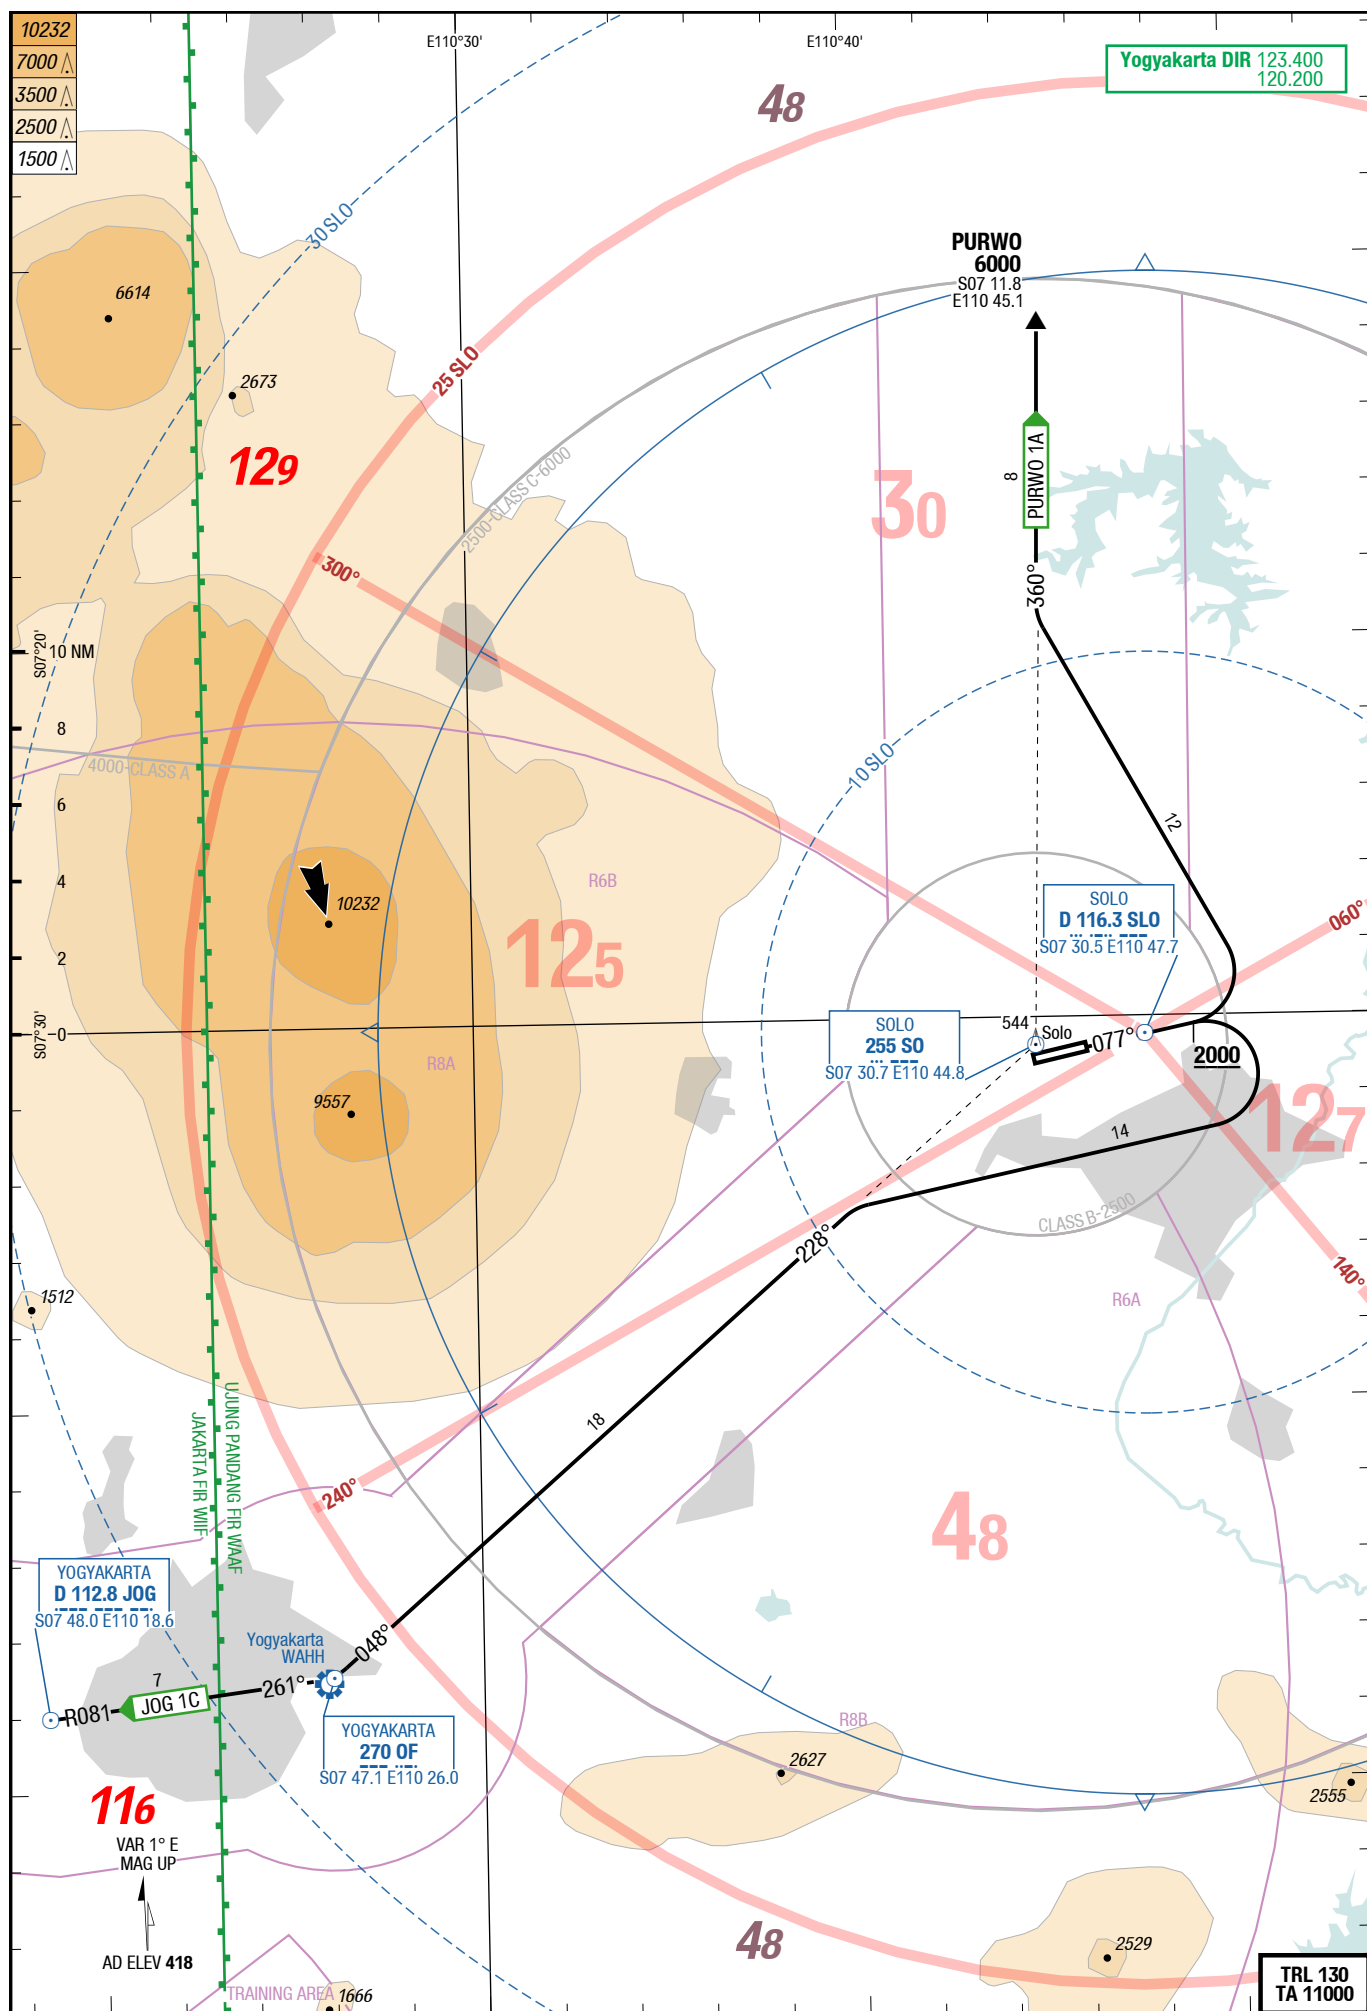 10232
7000
3500
2500
1500
E110°30'
E110°40'
Yogyakarta DIR 123.400
120.200
48
30 SLO
PURWO
6000
S07 11.8
E110 45.1
6614
2673
25 SLO
129
2500-CLASS C-6000
30
8
PURWO 1A
360°
300°
S07°20'
10 NM
8
4000-CLASS A
6
4
2
0
S07°30'
10 SLO
12
R6B
10232
125
SOLO
D 116.3 SLO
S07 30.5 E110 47.7
060°
SOLO
255 SO
S07 30.7 E110 44.8
544
Solo
077°
2000
R8A
9557
127
14
CLASS B-2500
228°
140°
R6A
1512
UJUNG PANDANG FIR WAAF
JAKARTA FIR WIIF
18
240°
48
YOGYAKARTA
D 112.8 JOG
S07 48.0 E110 18.6
Yogyakarta
WAHH
048°
7
R081
JOG 1C
261°
YOGYAKARTA
270 OF
S07 47.1 E110 26.0
R8B
2627
2555
116
VAR 1° E
MAG UP
AD ELEV 418
48
2529
TRAINING AREA
1666
TRL 130
TA 11000